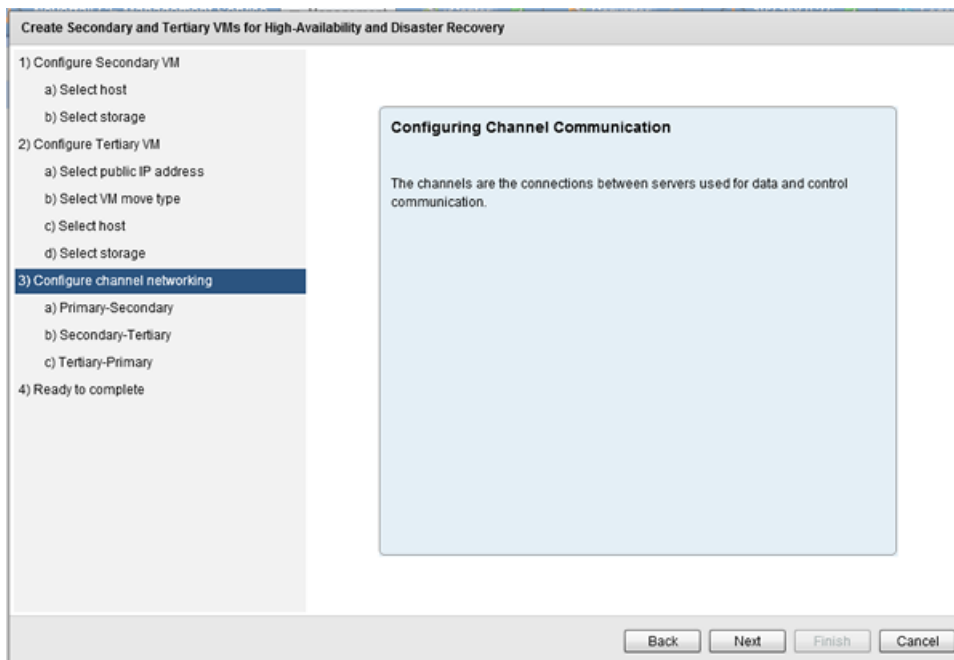 Create Secondary and Tertiary VMs for High-Availability and Disaster Recovery
1) Configure Secondary VM
a) Select host
b) Select storage
2) Configure Tertiary VM
a) Select public IP address
b) Select VM move type
c) Select host
d) Select storage
3) Configure channel networking
a) Primary-Secondary
b) Secondary-Tertiary
c) Tertiary-Primary
4) Ready to complete
Configuring Channel Communication
The channels are the connections between servers used for data and control
communication.
Back
Next
Finish
Cancel